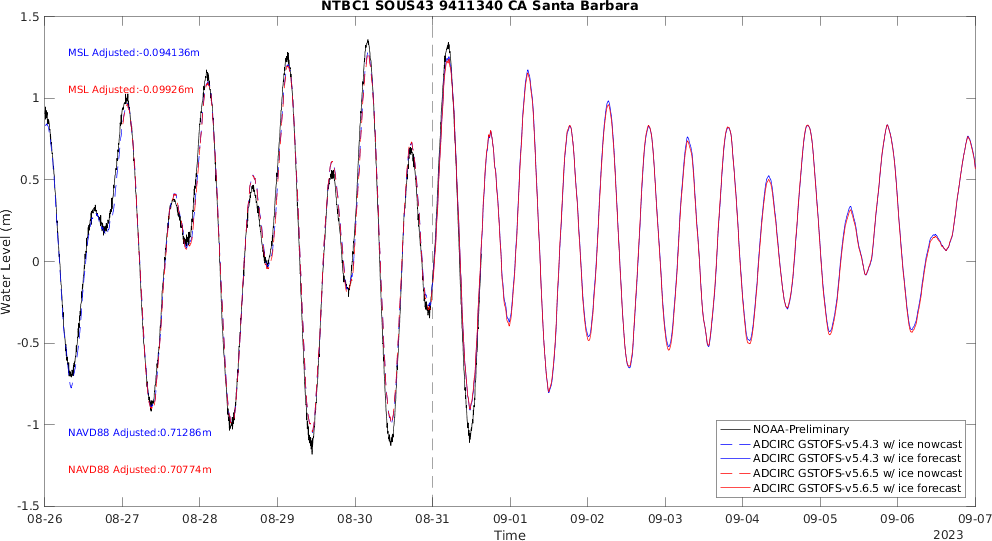 NTBC1 SOUS43 9411340 CA Santa Barbara
1.5
1
0.5
0
-0.5
-1
-1.5
Water Level (m)
MSL Adjusted:-0.094136m
MSL Adjusted:-0.09926m
NAVD88 Adjusted:0.71286m
NAVD88 Adjusted:0.70774m
NOAA-Preliminary
ADCIRC GSTOFS-v5.4.3 w/ ice nowcast
ADCIRC GSTOFS-v5.4.3 w/ ice forecast
ADCIRC GSTOFS-v5.6.5 w/ ice nowcast
ADCIRC GSTOFS-v5.6.5 w/ ice forecast
08-26 08-27 08-28 08-29 08-30 08-31 09-01 09-02 09-03 09-04 09-05 09-06 09-07
Time
2023